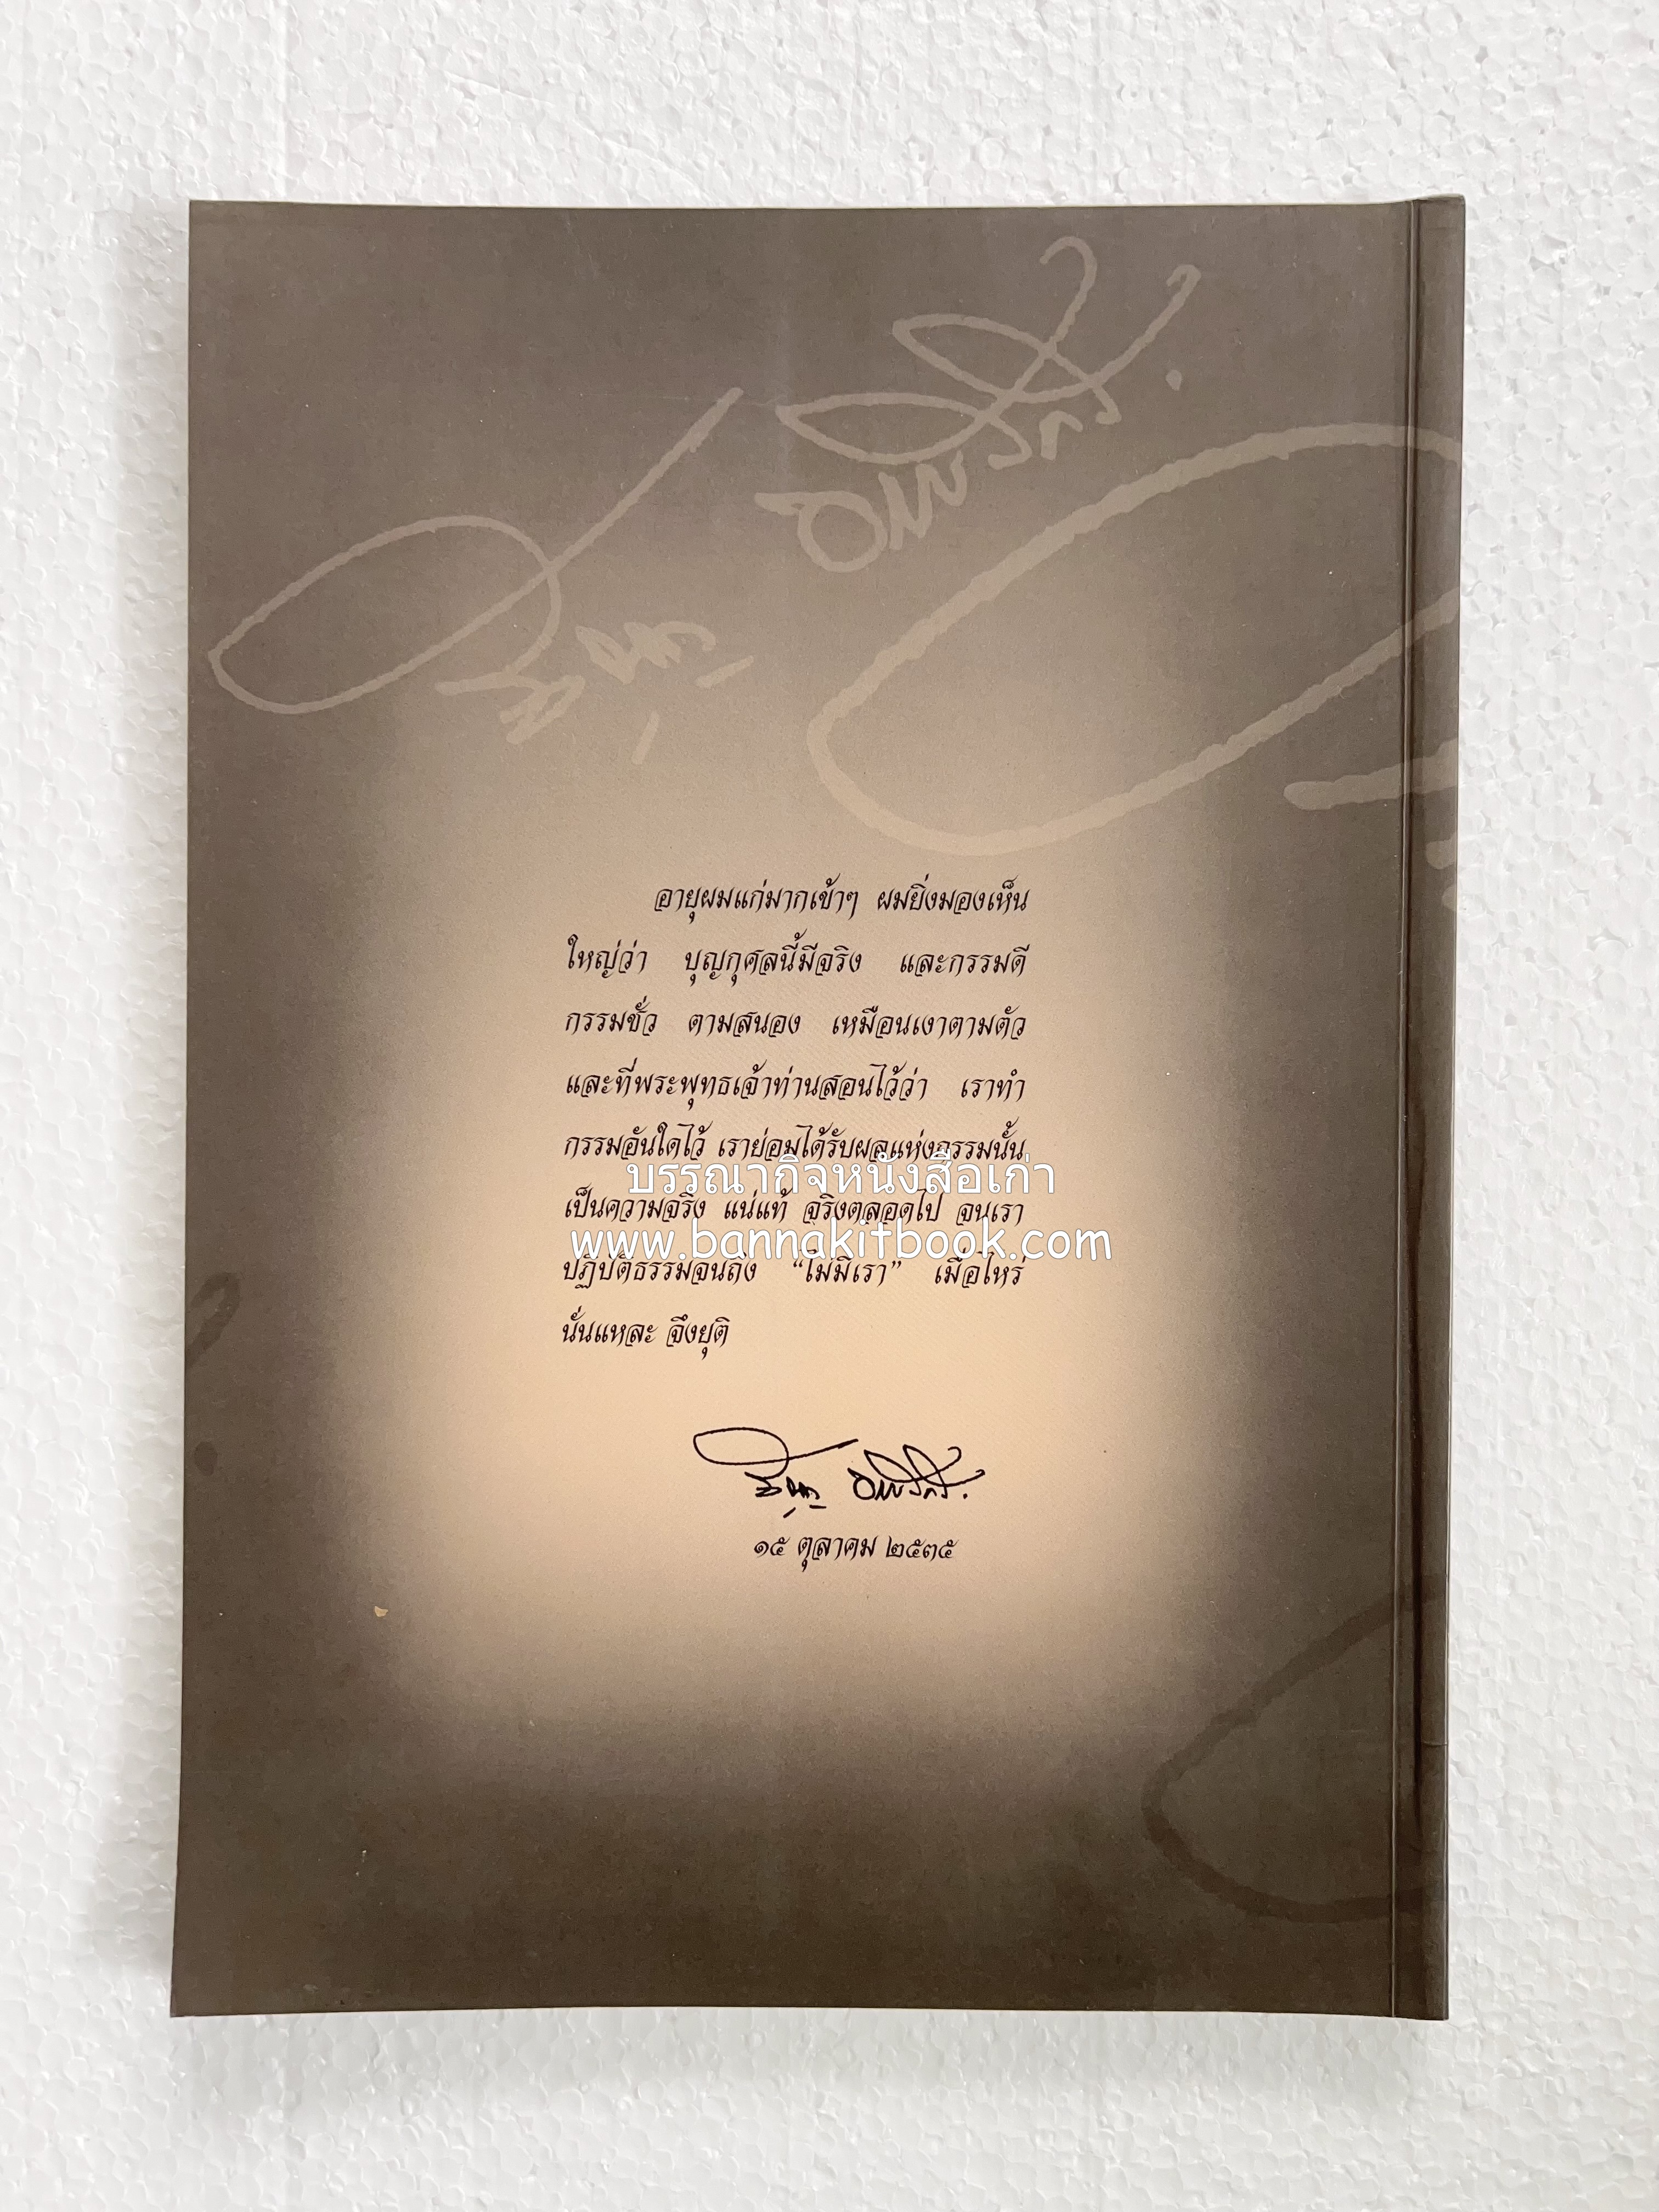 อายุผมแก่มากเข้าๆ ผมยิ่งมองเห็น
ใหญ่ว่า บุญกุศลนี้มีจริง และกรรมดี
กรรมชั่ว ตามสนอง เหมือนเงาตามตัว
และที่พระพุทธเจ้าท่านสอนไว้ว่า เราทำ
กรรมอันใดไว้ เราย่อมได้รับผลแห่งกรรมนั้น
บรรณากิจหนังสือเก่า
เป็นความจริง แน่แท้ จริงตลอดไป จนเรา
www.bannakitbook.com
ปฏิบัติธรรมจนถึง “ไม่มีเรา” เมื่อไหร่
นั่นแหละ จึงยุติ
๑๕ ตุลาคม ๒๕๓๕